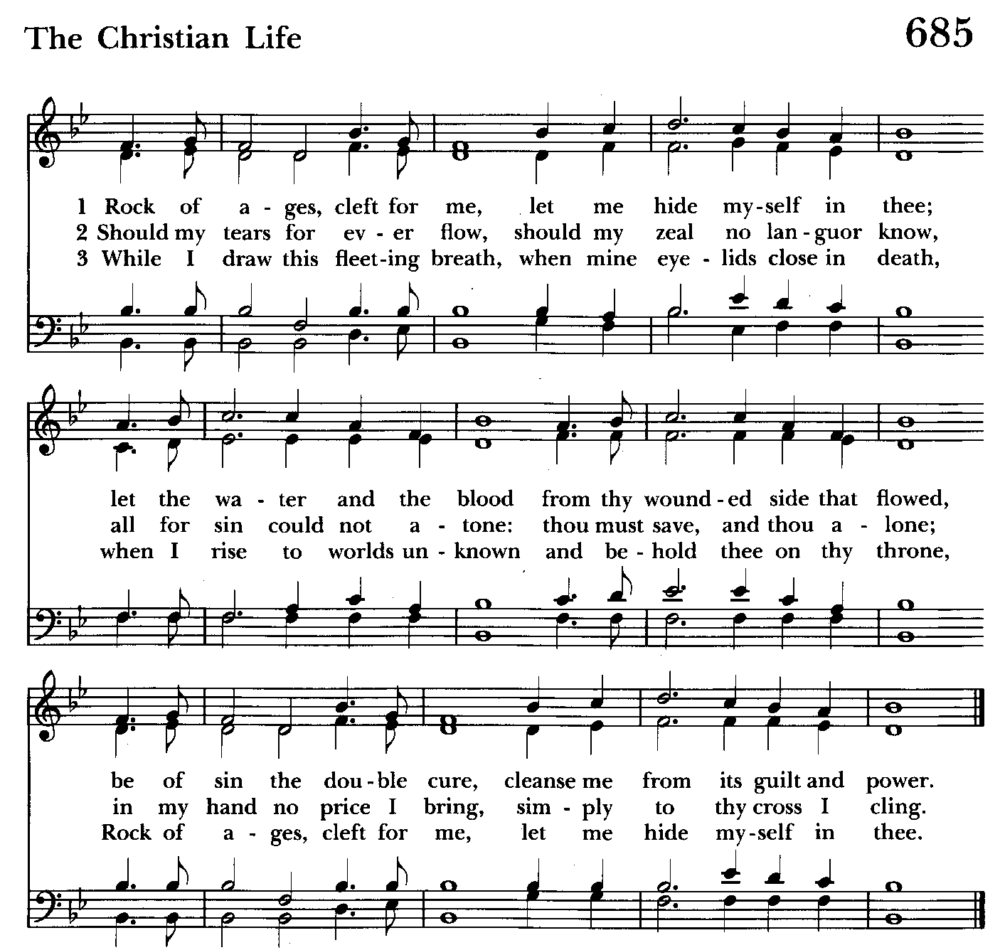 The Christian Life 685
1 Rock of a - ges, cleft for me, let me hide my-self in thee;
2 Should my tears for ev - er flow, should my zeal no lan - guor know,
3 While I draw this fleet-ing breath, when mine eye - lids close in death,
let the wa - ter and the blood from thy wound - ed side that flowed,
all for sin could not a - tone: thou must save, and thou a - lone;
when I rise to worlds un - known and be - hold thee on thy throne,
be of sin the dou - ble cure, cleanse me from its guilt and power.
in my hand no price I bring, sim - ply to thy cross I cling.
Rock of a - ges, cleft for me, let me hide my-self in thee.